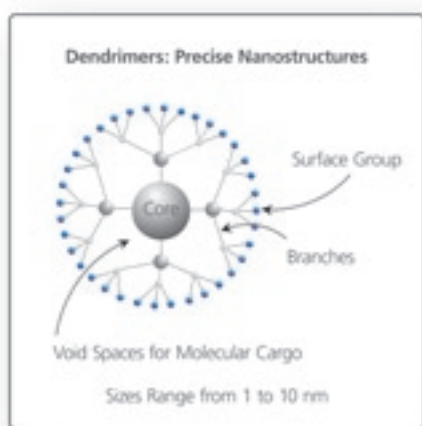 Dendrimers: Precise Nanostructures
Core
Surface Group
Branches
Void Spaces for Molecular Cargo
Sizes Range from 1 to 10 nm